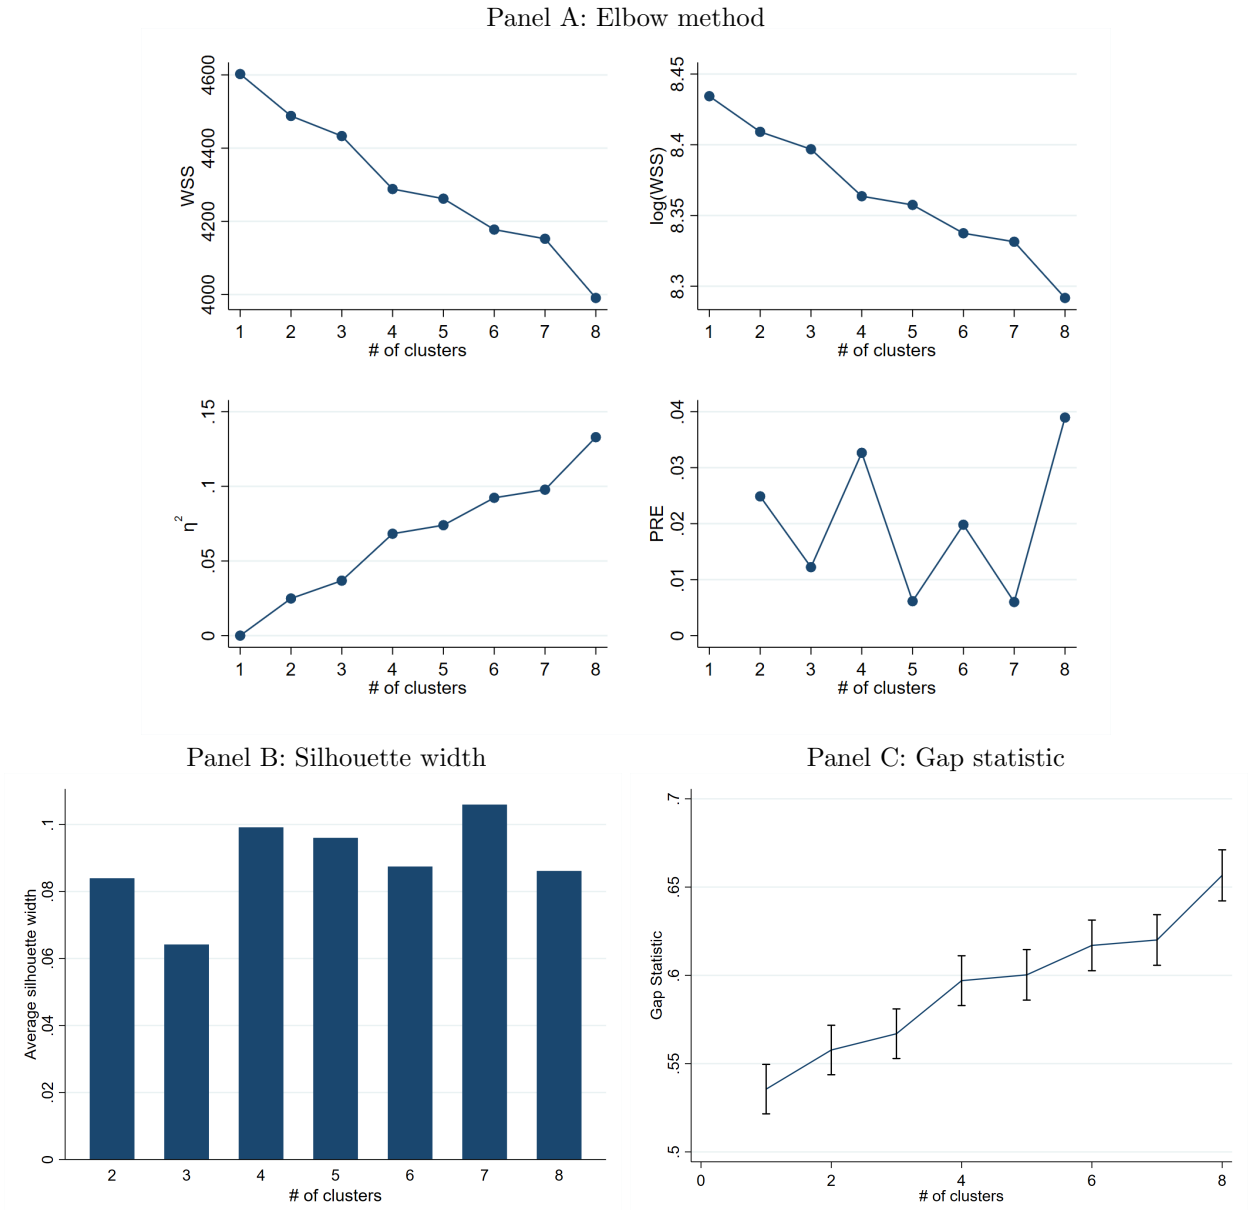 Panel A: Elbow method
WSS
4600
4400
4200
4000
1 2 3 4 5 6 7 8
# of clusters
log(WSS)
8.45
8.4
8.35
8.3
1 2 3 4 5 6 7 8
# of clusters
η²
.15
.1
.05
0
1 2 3 4 5 6 7 8
# of clusters
PRE
.04
.03
.02
.01
0
1 2 3 4 5 6 7 8
# of clusters
Panel B: Silhouette width
Average silhouette width
.1
.08
.06
.04
.02
0
2 3 4 5 6 7 8
# of clusters
Panel C: Gap statistic
Gap Statistic
.7
.65
.6
.55
.5
0 2 4 6 8
# of clusters